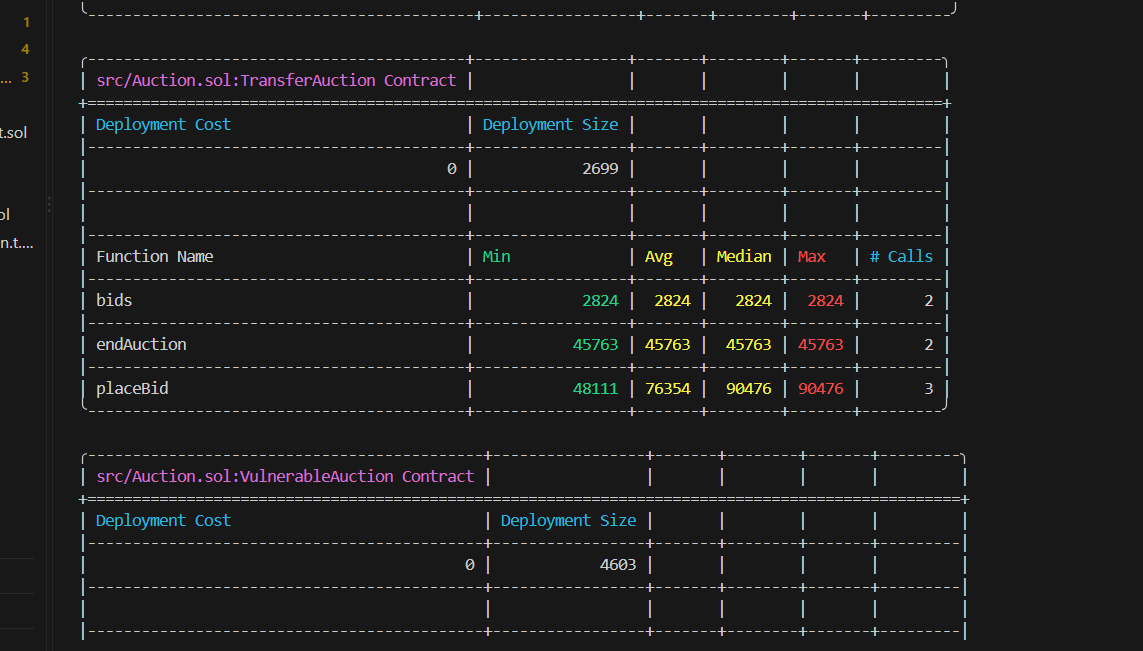 1
4
... 3
t.sol
ol
n.t....
src/Auction.sol:TransferAuction Contract
Deployment Cost | Deployment Size
0 | 2699
Function Name | Min | Avg | Median | Max | # Calls
bids | 2824 | 2824 | 2824 | 2824 | 2
endAuction | 45763 | 45763 | 45763 | 45763 | 2
placeBid | 48111 | 76354 | 90476 | 90476 | 3
src/Auction.sol:VulnerableAuction Contract
Deployment Cost | Deployment Size
0 | 4603